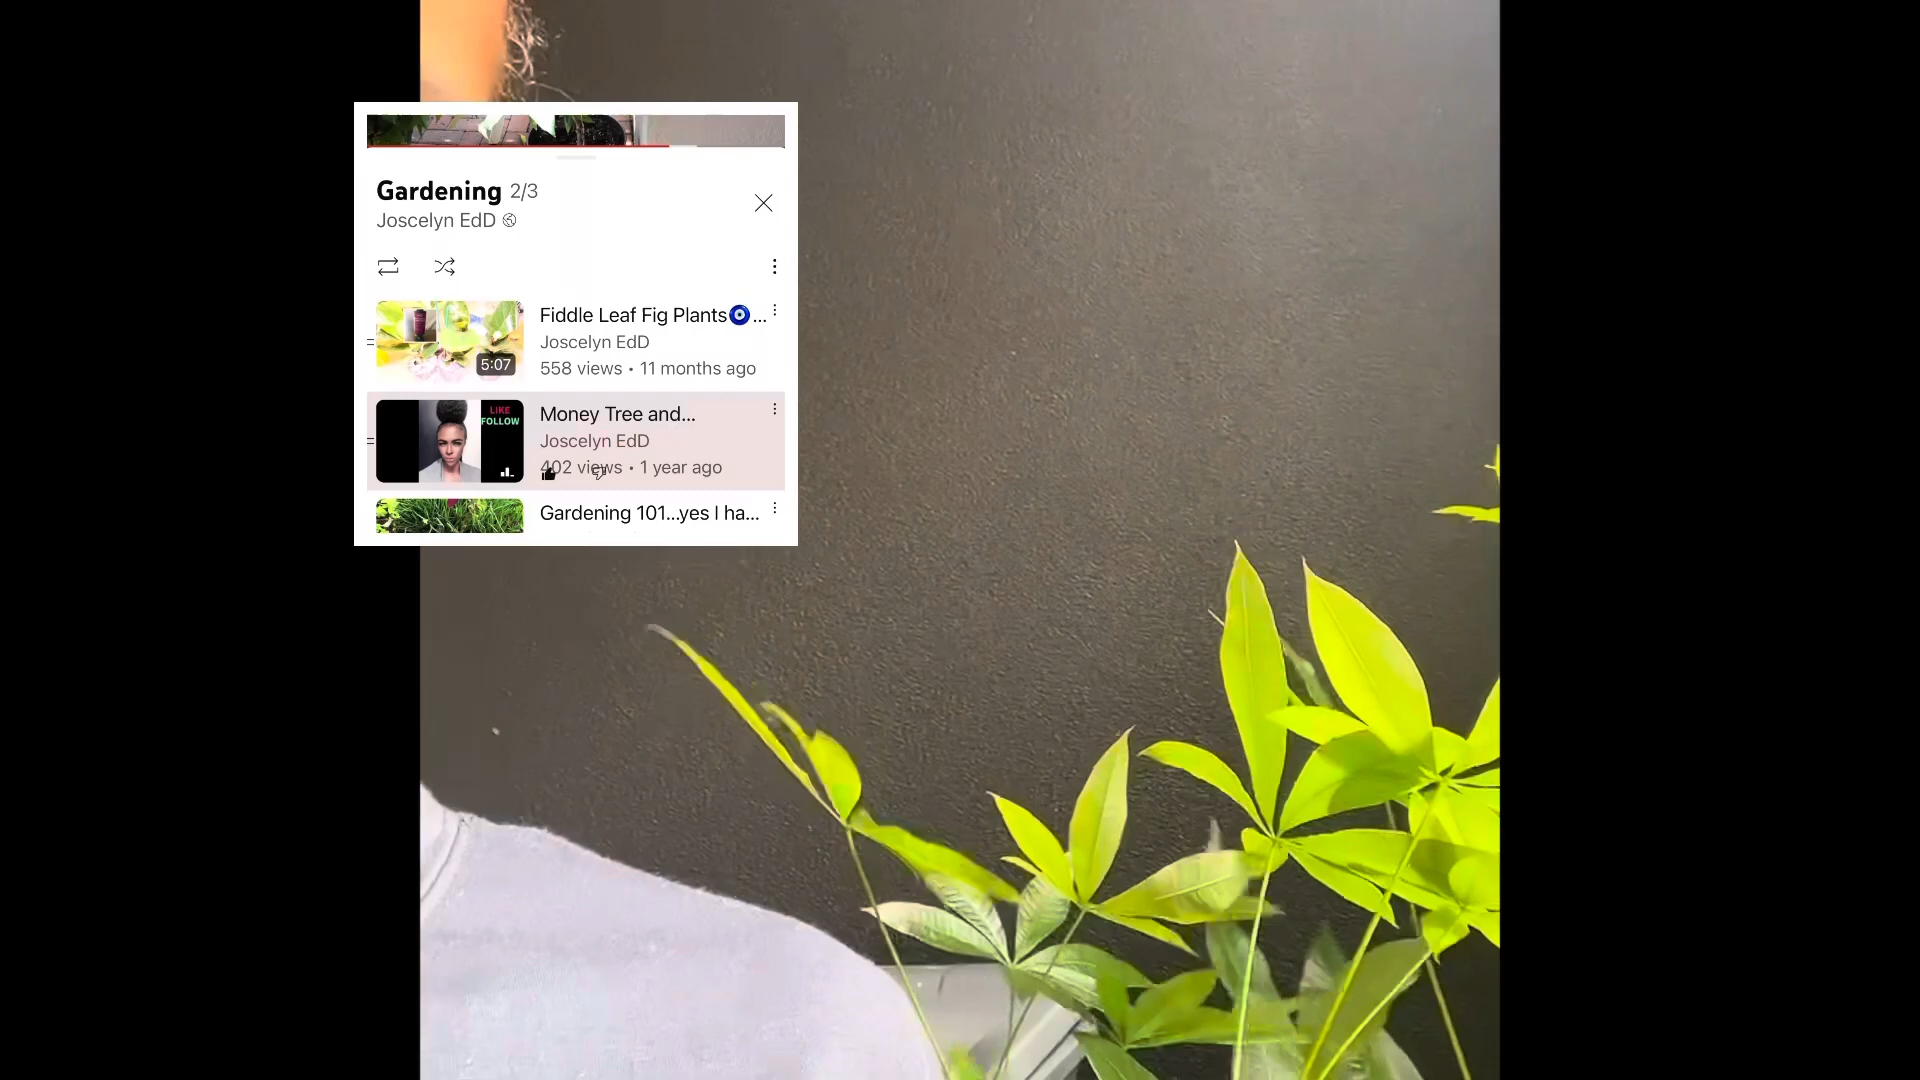 Gardening 2/3
Joscelyn EdD
Fiddle Leaf Fig Plants🧿...
Joscelyn EdD
558 views • 11 months ago
5:07
LIKE
FOLLOW
Money Tree and...
Joscelyn EdD
402 views • 1 year ago
Gardening 101...yes I ha...